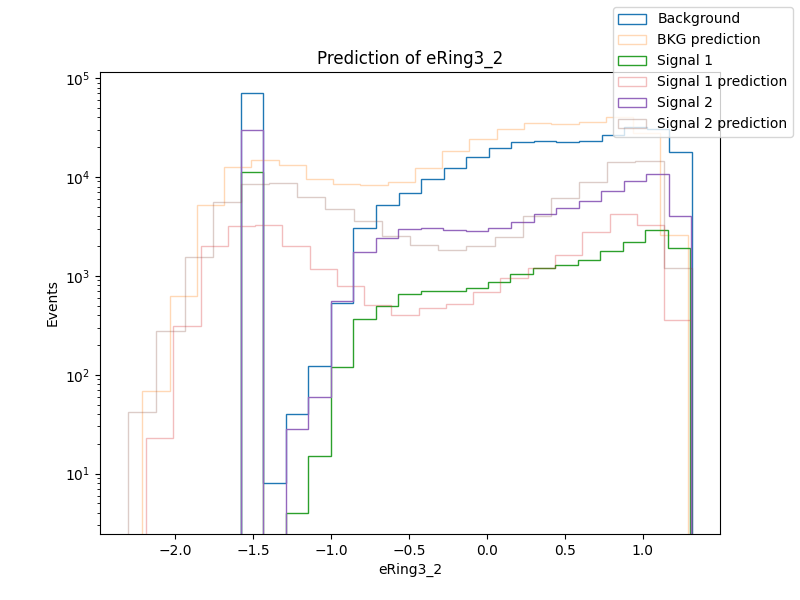 Prediction of eRing3_2
Background
BKG prediction
Signal 1
Signal 1 prediction
Signal 2
Signal 2 prediction
Events
10^5
10^4
10^3
10^2
10^1
−2.0 −1.5 −1.0 −0.5 0.0 0.5 1.0
eRing3_2